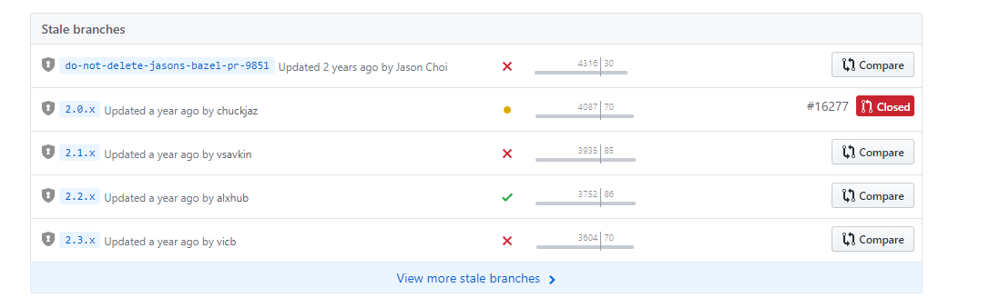 Stale branches
do-not-delete-jasons-bazel-pr-9851 Updated 2 years ago by Jason Choi 4316 30 Compare
2.0.x Updated a year ago by chuckjaz 4087 70 #16277 Closed
2.1.x Updated a year ago by vsavkin 3935 85 Compare
2.2.x Updated a year ago by alxhub 3752 86 Compare
2.3.x Updated a year ago by vicb 3604 70 Compare
View more stale branches